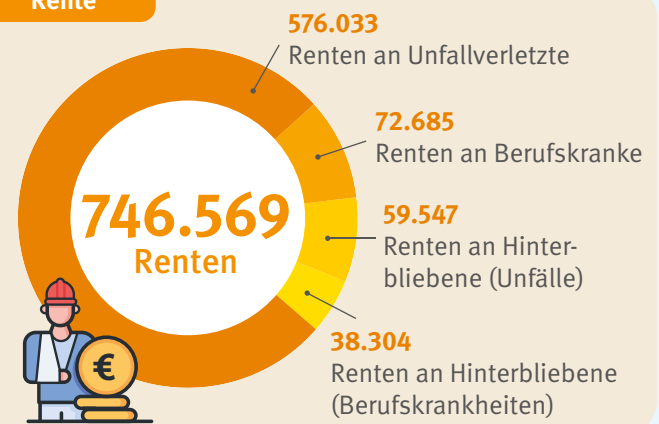 Rente
576.033
Renten an Unfallverletzte
72.685
Renten an Berufskranke
59.547
Renten an Hinter-
bliebene (Unfälle)
38.304
Renten an Hinterbliebene
(Berufskrankheiten)
746.569
Renten
€